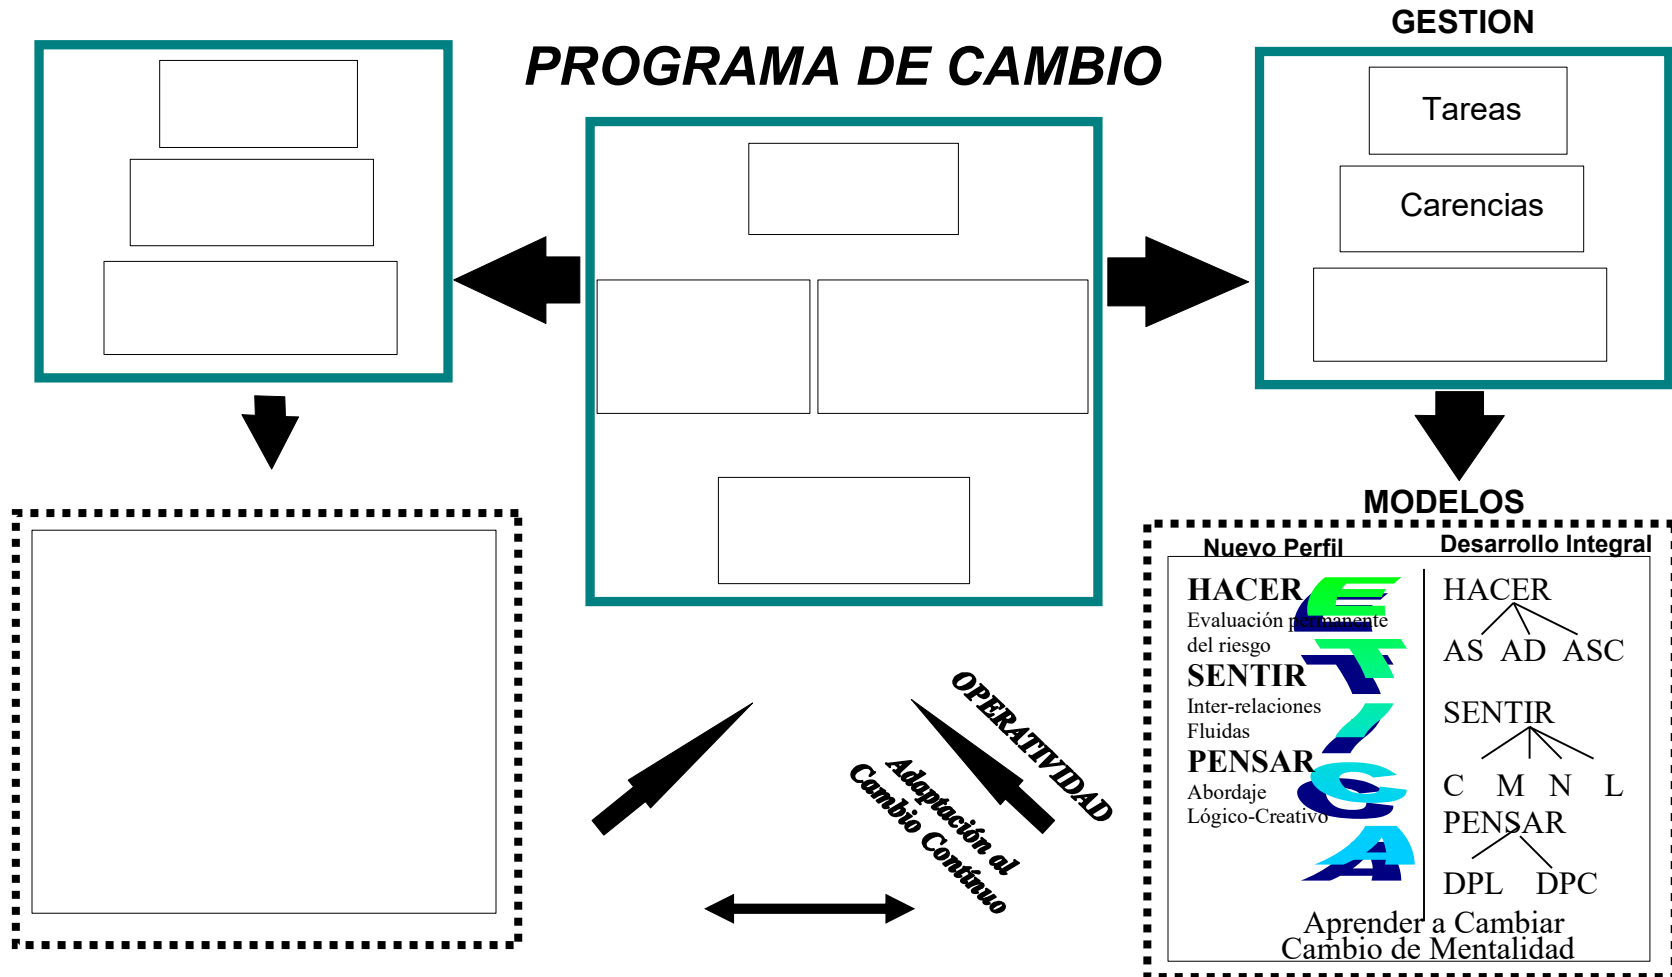 GESTION
PROGRAMA DE CAMBIO
Tareas
Carencias
MODELOS
Nuevo Perfil
Desarrollo Integral
HACER
Evaluación permanente
del riesgo
SENTIR
Inter-relaciones
Fluidas
PENSAR
Abordaje
Lógico-Creativo
ETICA
HACER
AS AD ASC
SENTIR
C M N L
PENSAR
DPL DPC
Aprender a Cambiar
Cambio de Mentalidad
OPERATIVIDAD
Adaptación al
Cambio Contínuo